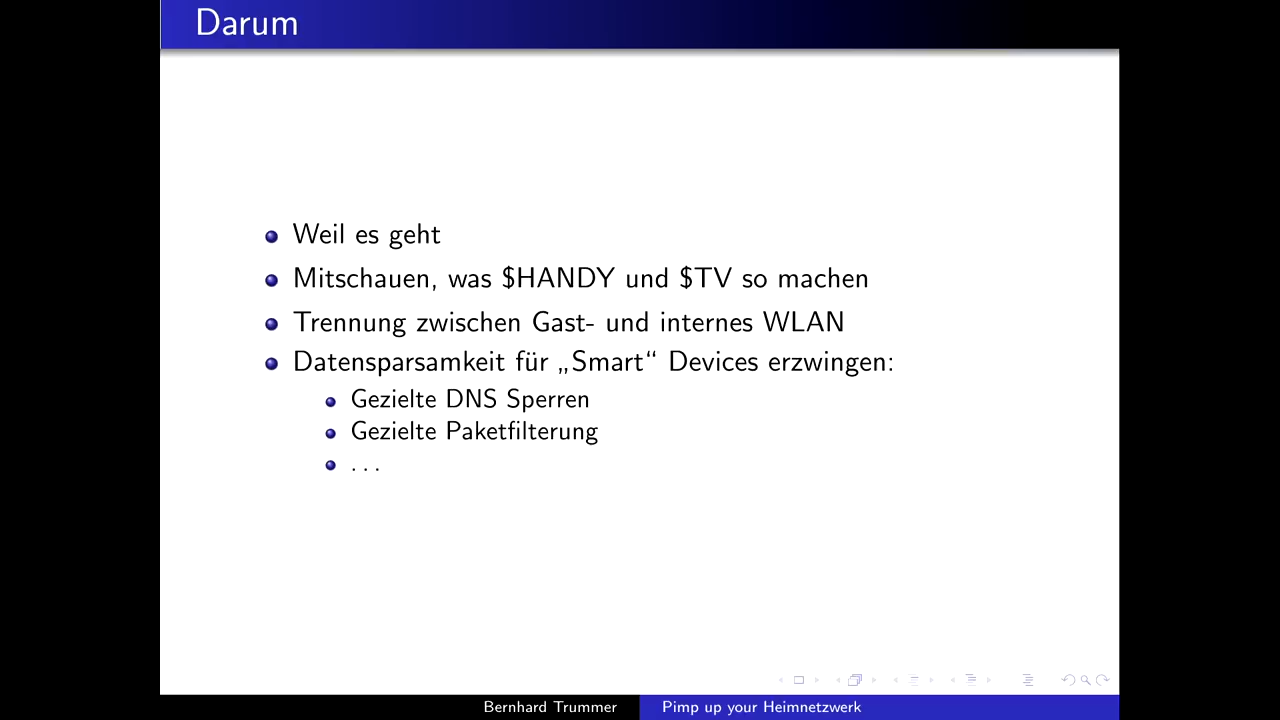 Darum
Weil es geht
Mitschauen, was $HANDY und $TV so machen
Trennung zwischen Gast- und internes WLAN
Datensparsamkeit für „Smart“ Devices erzwingen:
Gezielte DNS Sperren
Gezielte Paketfilterung
. . .
Bernhard Trummer
Pimp up your Heimnetzwerk